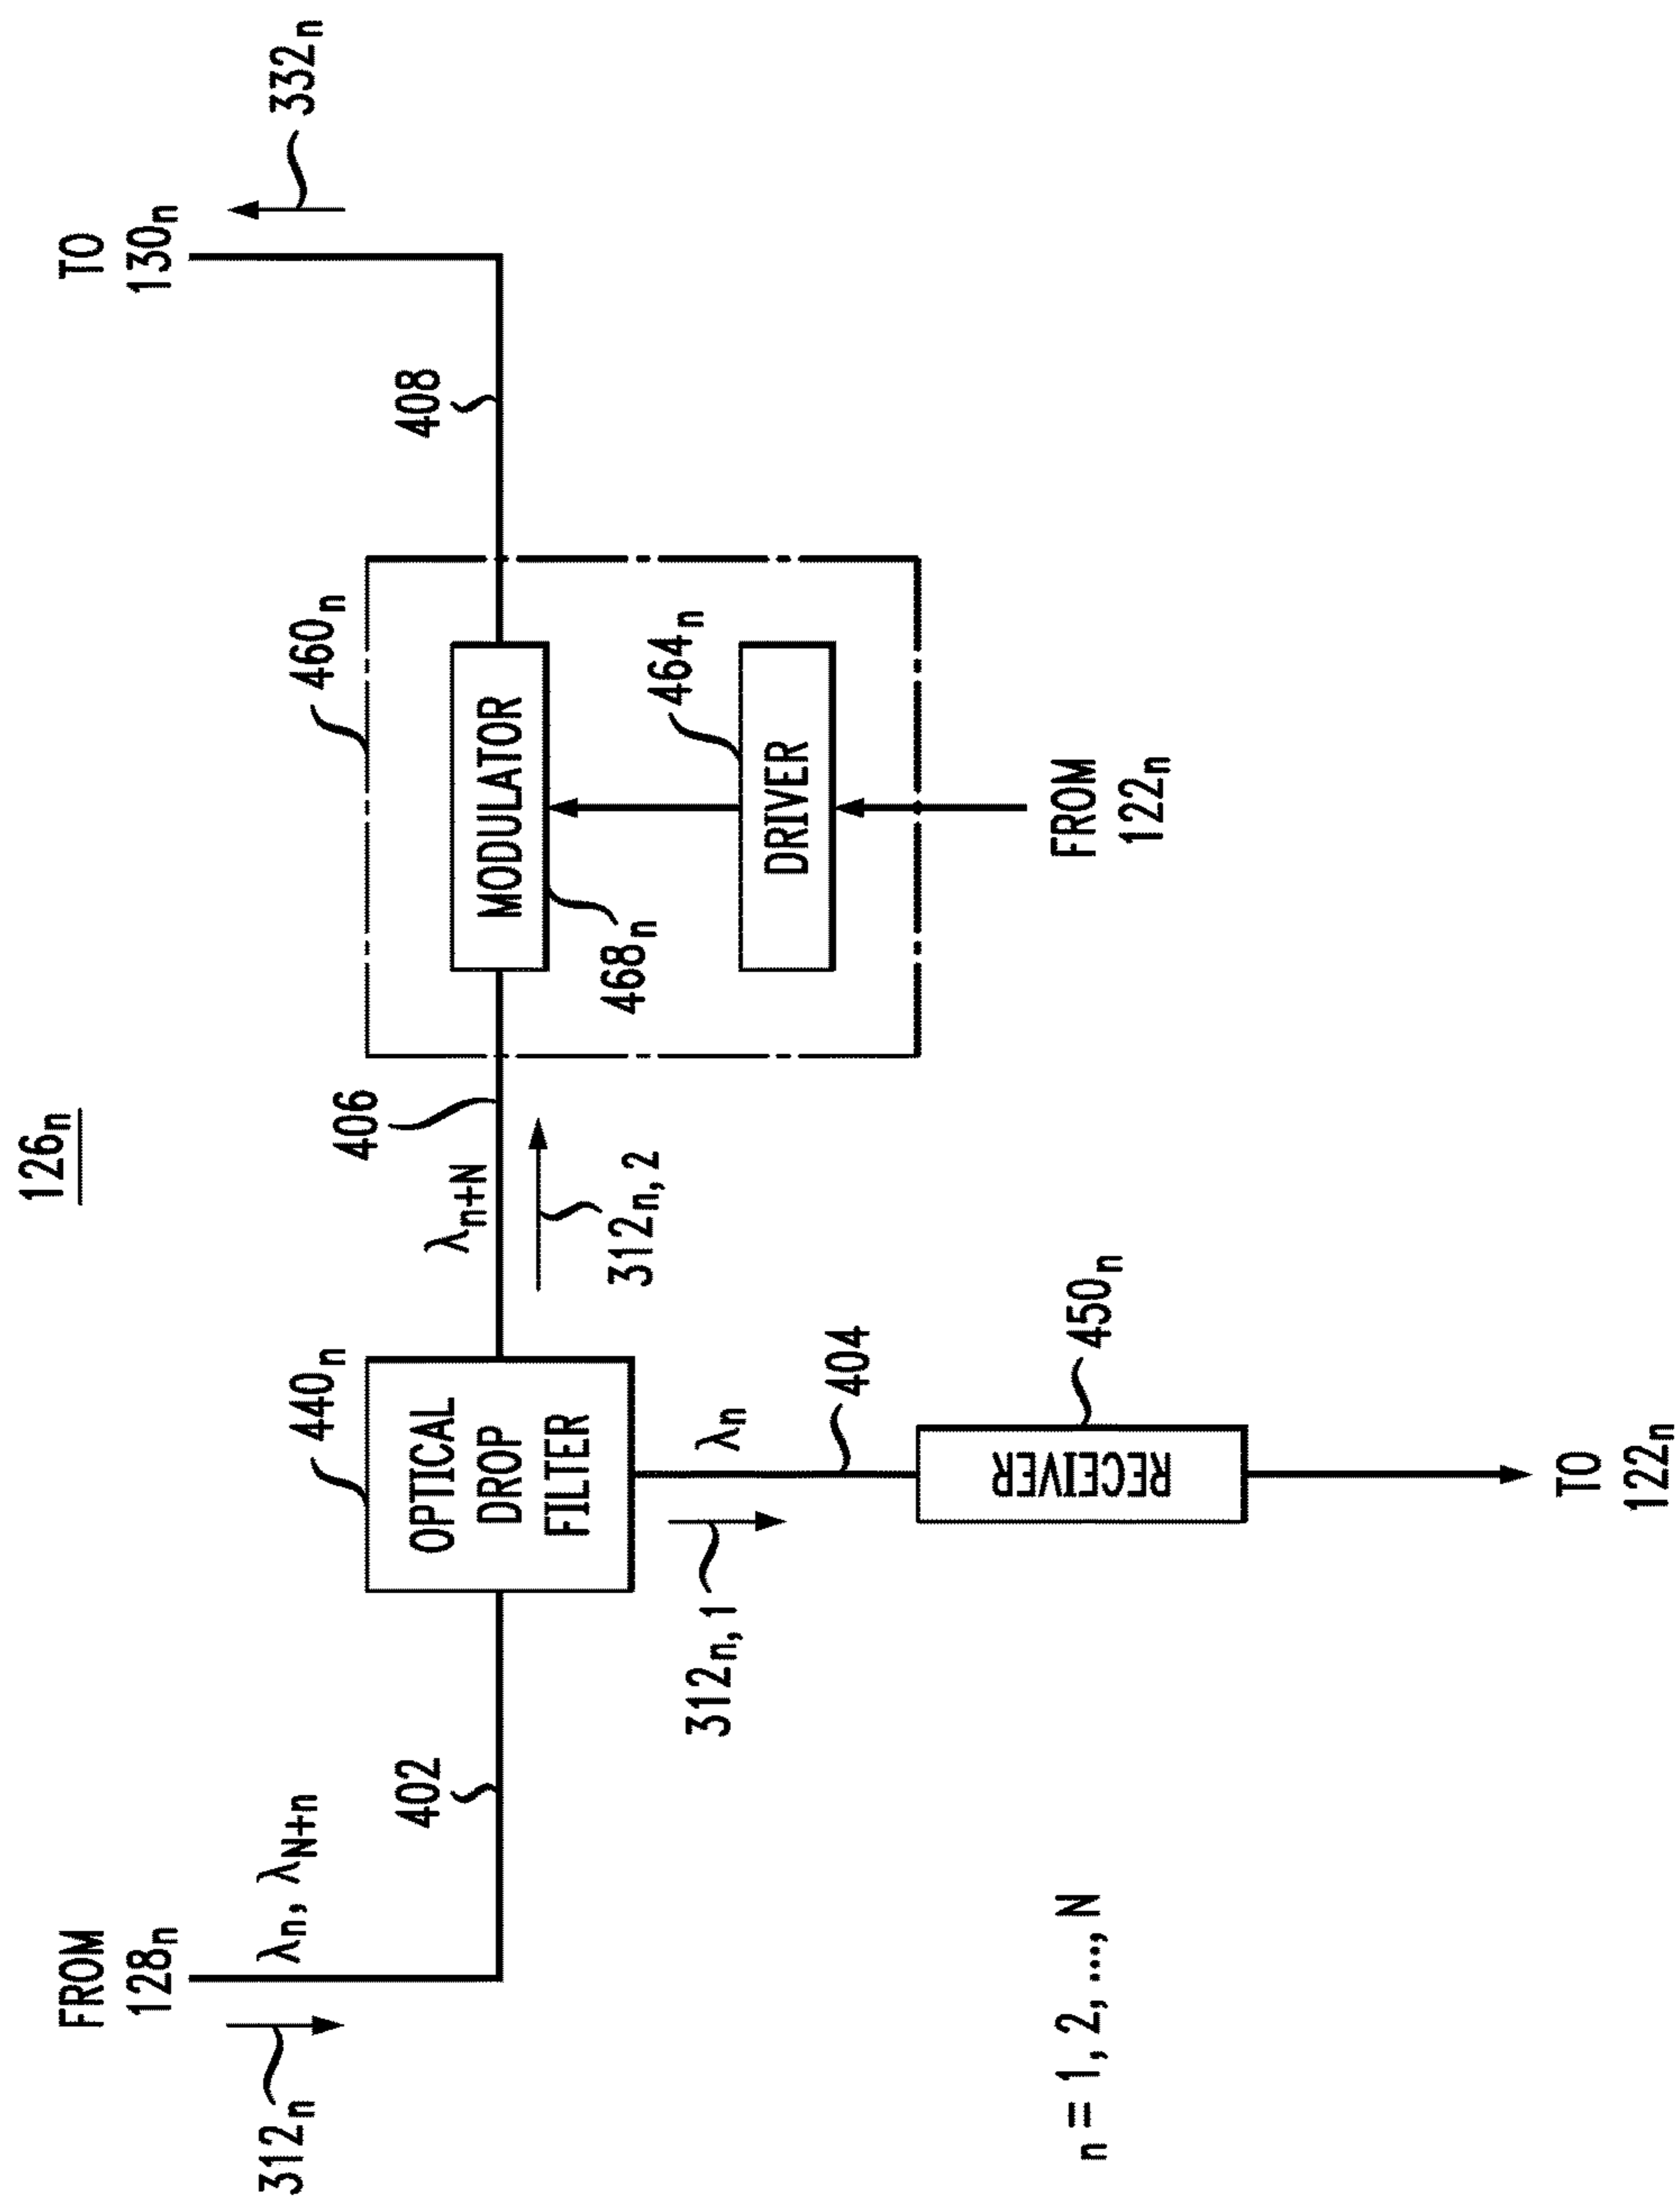 126n
FROM
128n
TO
130n
312n
λn, λN+n
332n
440n
460n
402
λn+N
406
408
OPTICAL
DROP
FILTER
MODULATOR
312n,2
468n
464n
312n,1
λn
404
DRIVER
RECEIVER
450n
FROM
122n
n = 1, 2, ..., N
TO
122n